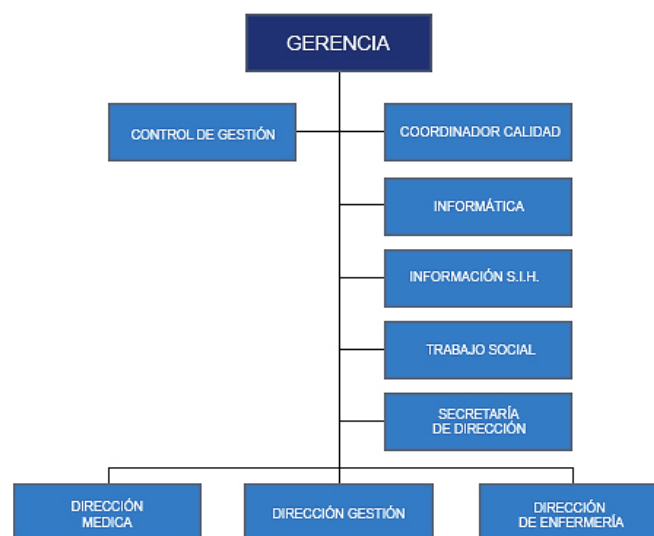 GERENCIA
CONTROL DE GESTIÓN
COORDINADOR CALIDAD
INFORMÁTICA
INFORMACIÓN S.I.H.
TRABAJO SOCIAL
SECRETARÍA
DE DIRECCIÓN
DIRECCIÓN
MEDICA
DIRECCIÓN GESTIÓN
DIRECCIÓN
DE ENFERMERÍA